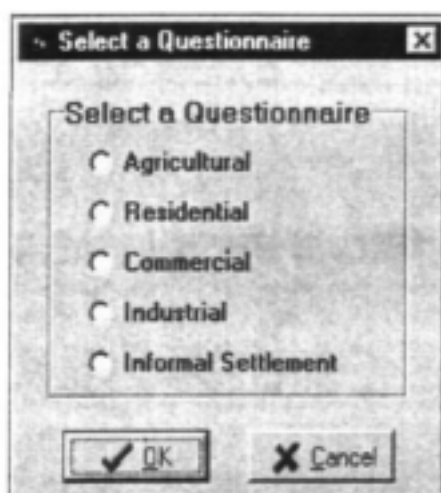 Select a Questionnaire
Select a Questionnaire
Agricultural
Residential
Commercial
Industrial
Informal Settlement
OK
Cancel